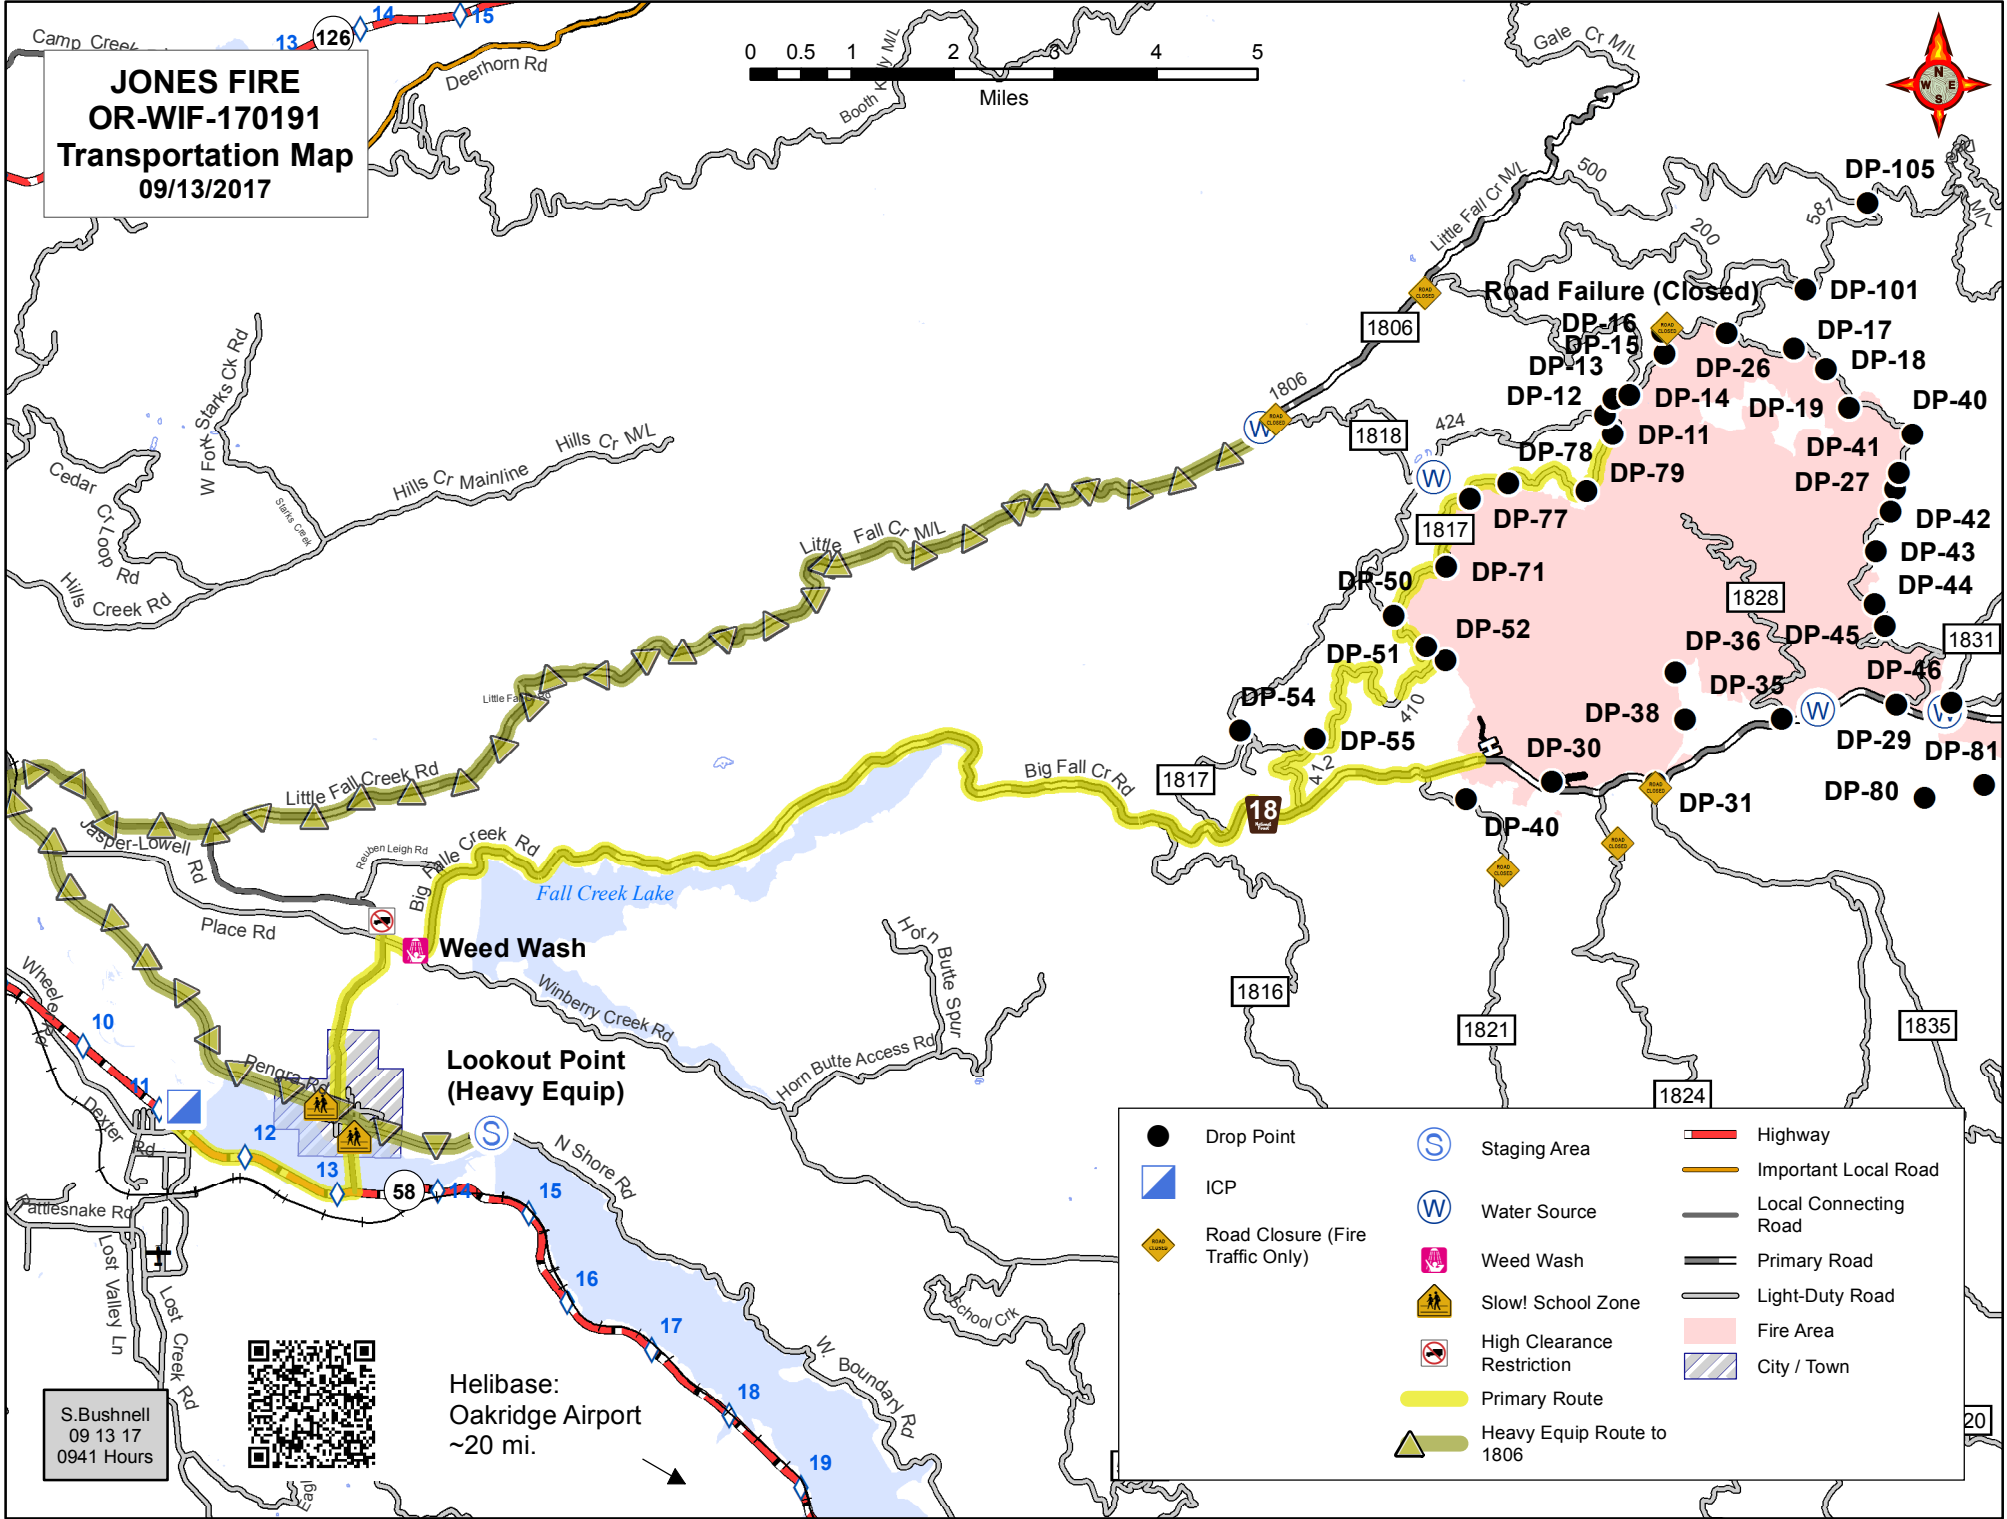 JONES FIRE
OR-WIF-170191
Transportation Map
09/13/2017
13
126
14
15
Deerhorn Rd
Booth Kelly M/L
0 0.5 1 2 3 4 5
Miles
Gale Cr M/L
N
W E
S
Little Fall Cr M/L
500
200
587
M/L
DP-105
DP-101
Road Failure (Closed)
ROAD CLOSED
1806
1806
DP-16
DP-15
DP-13
DP-12
DP-14
DP-11
DP-26
DP-17
DP-18
DP-19
DP-40
DP-41
DP-27
DP-42
DP-43
DP-44
DP-45
DP-46
1831
1828
1818
424
W
W
DP-78
DP-79
DP-77
1817
DP-71
DP-50
DP-52
DP-51
410
DP-54
DP-55
412
DP-36
DP-35
DP-38
DP-30
DP-31
DP-29
DP-81
DP-80
DP-40
W
W
1817
18
National Forest
1816
1821
1824
1835
20
W Fork Starks Ck Rd
Starks Creek
Hills Cr Mainline
Hills Cr M/L
Cedar
Cr Loop Rd
Hills Creek Rd
Little Fall Cr M/L
Little Fall Creek Rd
Big Fall Cr Rd
Jasper-Lowell Rd
Reuben Leigh Rd
Big Falle Creek Rd
Fall Creek Lake
Place Rd
Weed Wash
Winberry Creek Rd
Horn Butte Spur
Horn Butte Access Rd
Lookout Point
(Heavy Equip)
S
Pengra Rd
N Shore Rd
10
11
12
13
58
14
15
16
17
18
19
Dexter Rd
Lost Valley Ln
Lost Creek Rd
School Crk
W. Boundary Rd
Helibase:
Oakridge Airport
~20 mi.
S.Bushnell
09 13 17
0941 Hours
Drop Point
ICP
ROAD CLOSED
Road Closure (Fire
Traffic Only)
S
Staging Area
W
Water Source
Weed Wash
Slow! School Zone
High Clearance
Restriction
Primary Route
Heavy Equip Route to
1806
Highway
Important Local Road
Local Connecting
Road
Primary Road
Light-Duty Road
Fire Area
City / Town